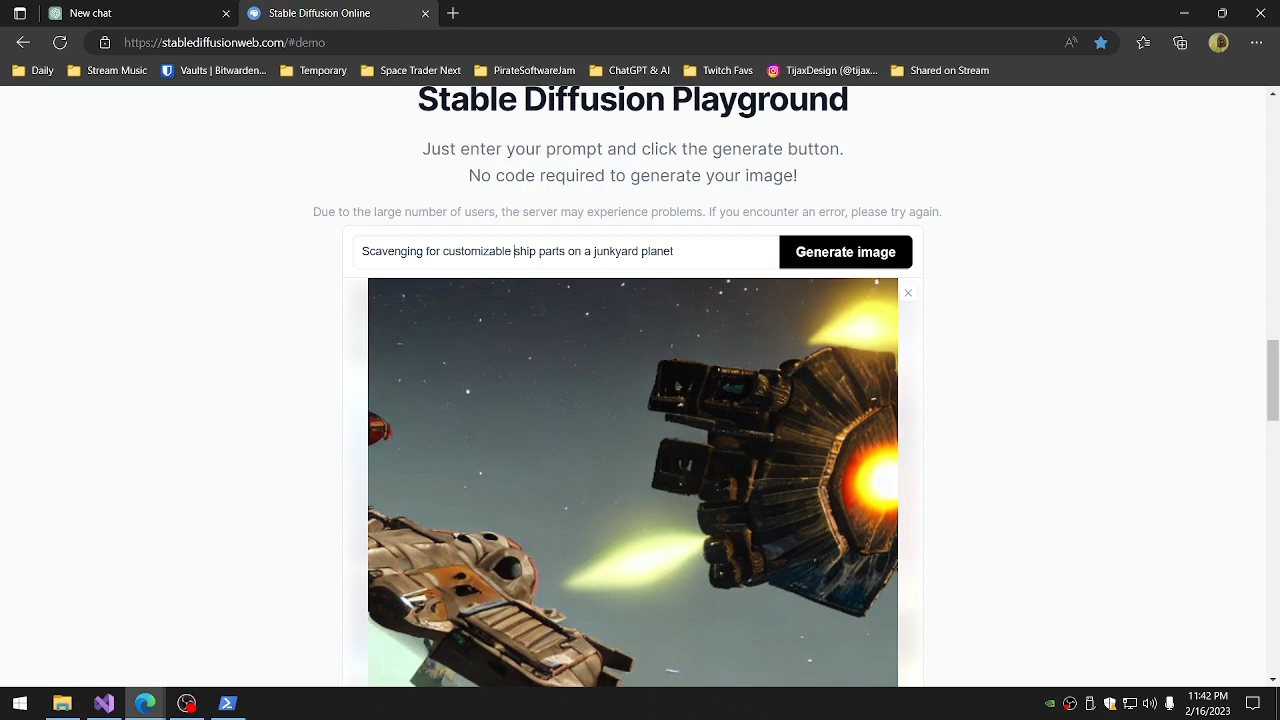 New chat
Stable Diffusion Online
https://stablediffusionweb.com/#demo
Daily
Stream Music
Vaults | Bitwarden...
Temporary
Space Trader Next
PirateSoftwareJam
ChatGPT & AI
Twitch Favs
TijaxDesign (@tijax...
Shared on Stream
Stable Diffusion Playground
Just enter your prompt and click the generate button.
No code required to generate your image!
Due to the large number of users, the server may experience problems. If you encounter an error, please try again.
Scavenging for customizable ship parts on a junkyard planet
Generate image
11:42 PM
2/16/2023